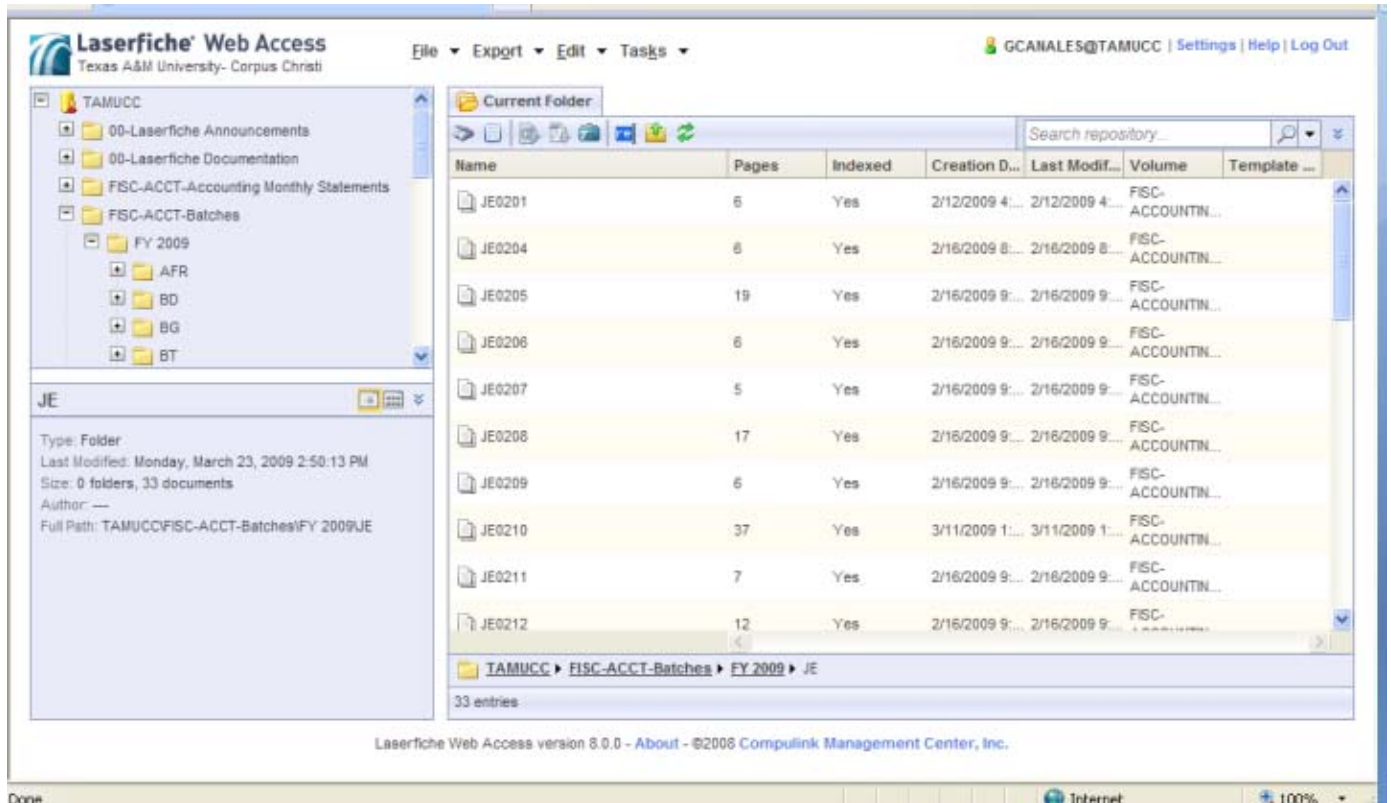 Laserfiche® Web Access
Texas A&M University- Corpus Christi
File Export Edit Tasks
GCANALES@TAMUCC | Settings | Help | Log Out
TAMUCC
00-Laserfiche Announcements
00-Laserfiche Documentation
FISC-ACCT-Accounting Monthly Statements
FISC-ACCT-Batches
FY 2009
AFR
BD
BG
BT
JE
Type: Folder
Last Modified: Monday, March 23, 2009 2:50:13 PM
Size: 0 folders, 33 documents
Author: ---
Full Path: TAMUCC\FISC-ACCT-Batches\FY 2009\JE
Current Folder
Search repository...
Name Pages Indexed Creation D... Last Modif... Volume Template ...
JE0201 6 Yes 2/12/2009 4:... 2/12/2009 4:... FISC-
ACCOUNTIN...
JE0204 6 Yes 2/16/2009 8:... 2/16/2009 8:... FISC-
ACCOUNTIN...
JE0205 19 Yes 2/16/2009 9:... 2/16/2009 9:... FISC-
ACCOUNTIN...
JE0206 6 Yes 2/16/2009 9:... 2/16/2009 9:... FISC-
ACCOUNTIN...
JE0207 5 Yes 2/16/2009 9:... 2/16/2009 9:... FISC-
ACCOUNTIN...
JE0208 17 Yes 2/16/2009 9:... 2/16/2009 9:... FISC-
ACCOUNTIN...
JE0209 6 Yes 2/16/2009 9:... 2/16/2009 9:... FISC-
ACCOUNTIN...
JE0210 37 Yes 3/11/2009 1:... 3/11/2009 1:... FISC-
ACCOUNTIN...
JE0211 7 Yes 2/16/2009 9:... 2/16/2009 9:... FISC-
ACCOUNTIN...
JE0212 12 Yes 2/16/2009 9:... 2/16/2009 9:... FISC-
TAMUCC FISC-ACCT-Batches FY 2009 JE
33 entries
Laserfiche Web Access version 8.0.0 - About - ©2008 Compulink Management Center, Inc.
Done Internet 100%